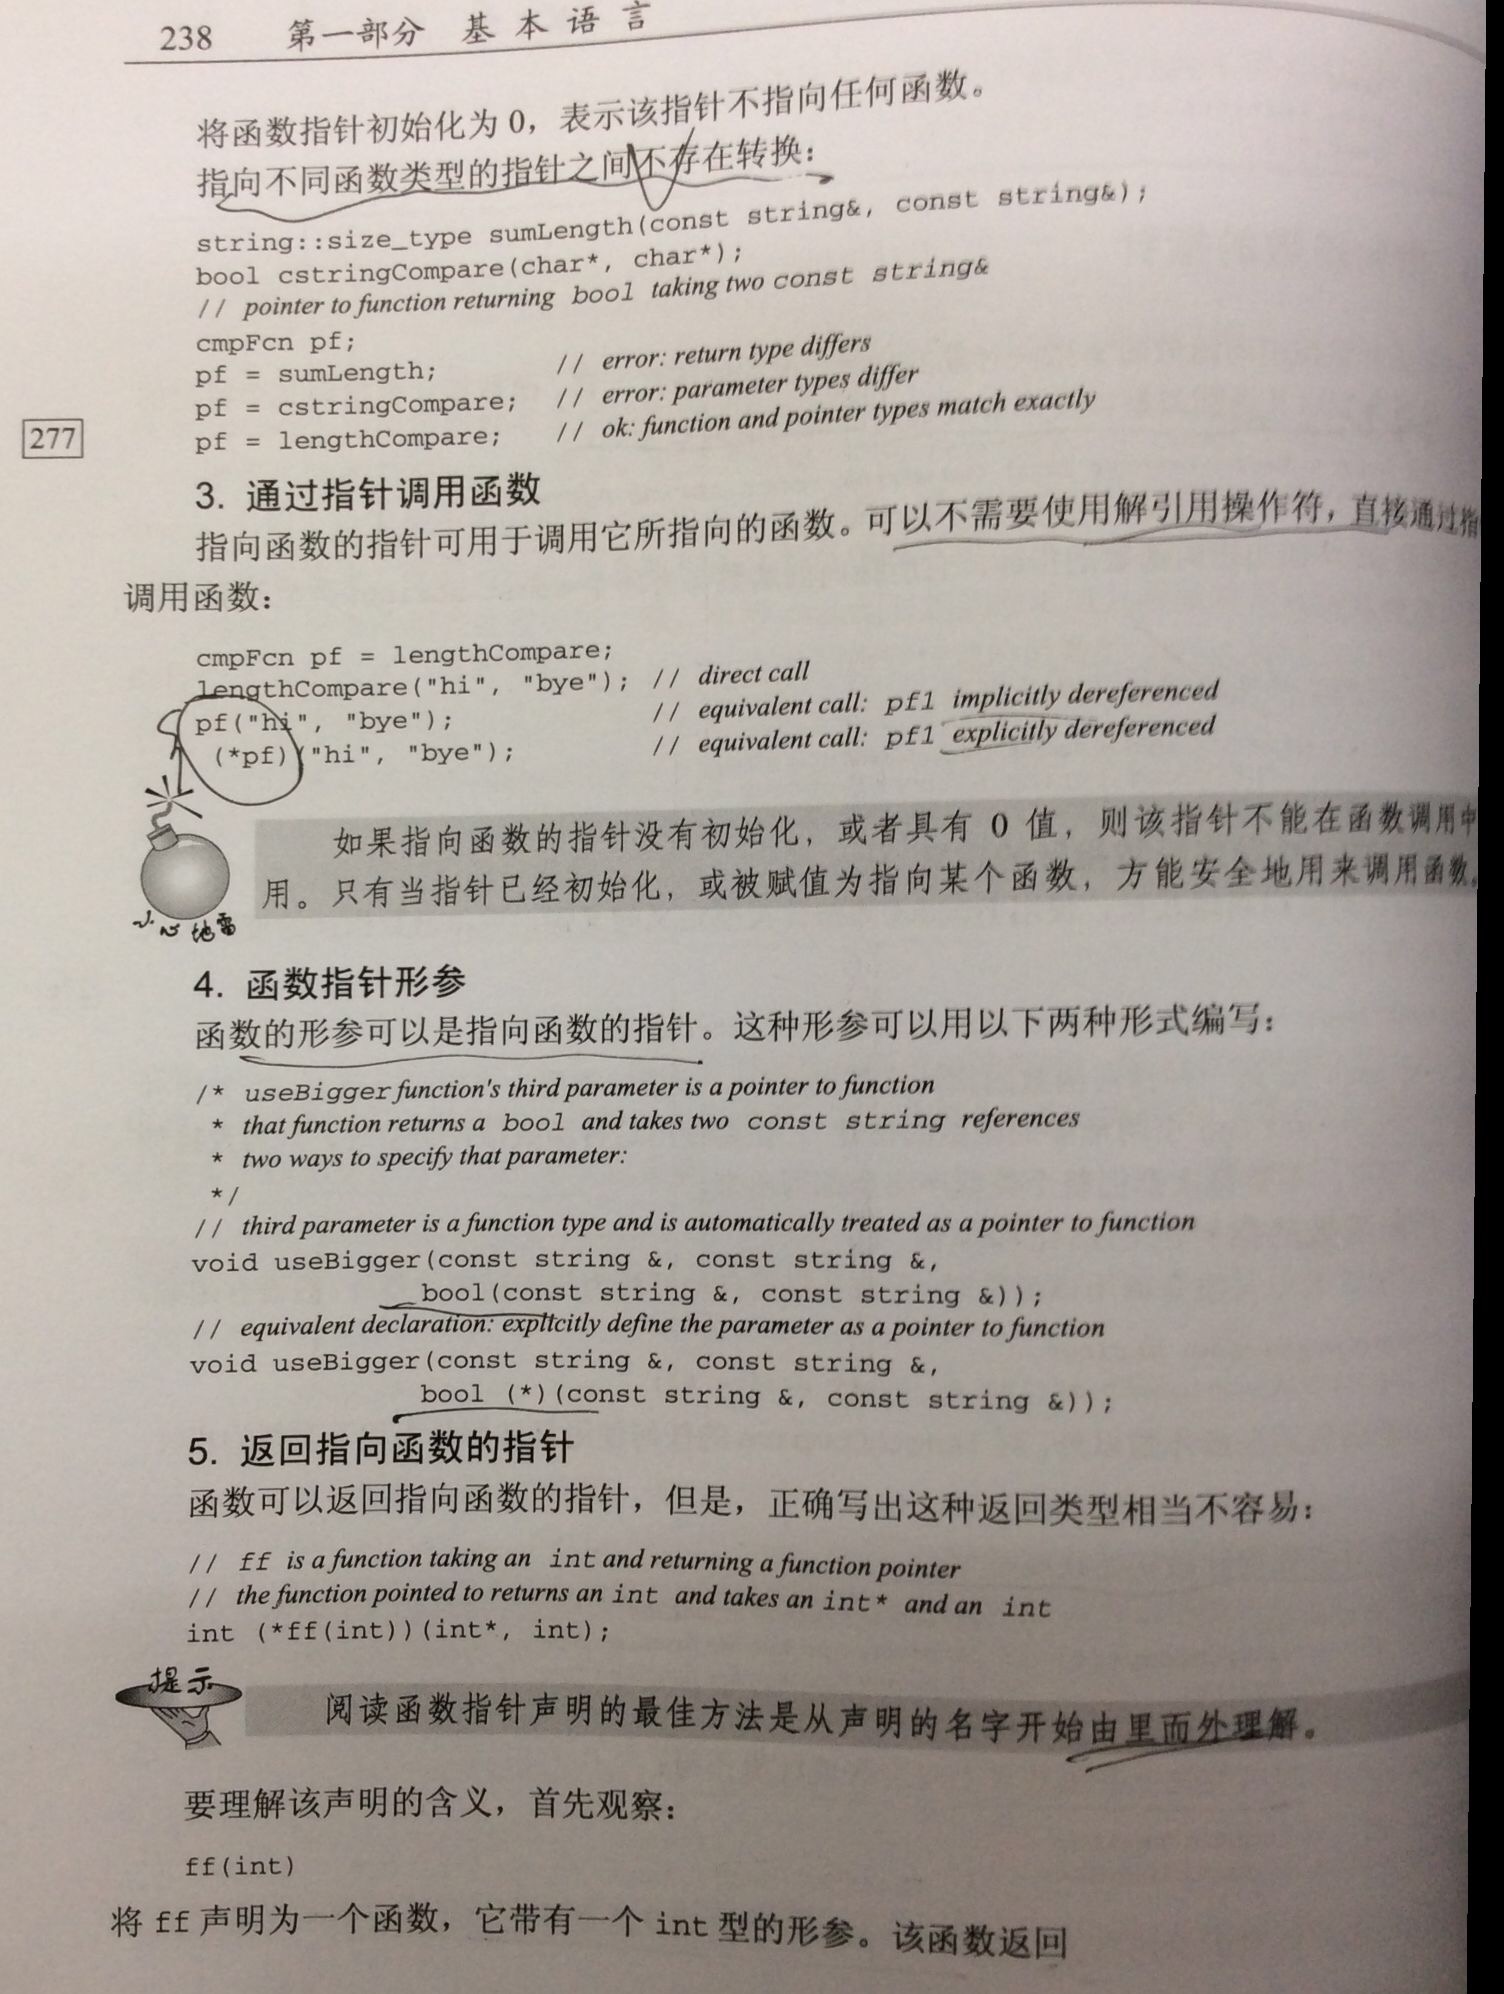 238 第一部分 基本语言
将函数指针初始化为 0，表示该指针不指向任何函数。
指向不同函数类型的指针之间不存在转换：
string::size_type sumLength(const string&, const string&);
bool cstringCompare(char*, char*);
// pointer to function returning bool taking two const string&
cmpFcn pf;
pf = sumLength; // error: return type differs
pf = cstringCompare; // error: parameter types differ
277
pf = lengthCompare; // ok: function and pointer types match exactly
3. 通过指针调用函数
指向函数的指针可用于调用它所指向的函数。可以不需要使用解引用操作符，直接通过指
调用函数：
cmpFcn pf = lengthCompare;
lengthCompare("hi", "bye"); // direct call
pf("hi", "bye"); // equivalent call: pf1 implicitly dereferenced
(*pf)("hi", "bye"); // equivalent call: pf1 explicitly dereferenced
如果指向函数的指针没有初始化，或者具有 0 值，则该指针不能在函数调用中
用。只有当指针已经初始化，或被赋值为指向某个函数，方能安全地用来调用函数。
小心地雷
4. 函数指针形参
函数的形参可以是指向函数的指针。这种形参可以用以下两种形式编写：
/* useBigger function's third parameter is a pointer to function
* that function returns a bool and takes two const string references
* two ways to specify that parameter:
*/
// third parameter is a function type and is automatically treated as a pointer to function
void useBigger(const string &, const string &,
bool(const string &, const string &));
// equivalent declaration: explicitly define the parameter as a pointer to function
void useBigger(const string &, const string &,
bool (*)(const string &, const string &));
5. 返回指向函数的指针
函数可以返回指向函数的指针，但是，正确写出这种返回类型相当不容易：
// ff is a function taking an int and returning a function pointer
// the function pointed to returns an int and takes an int* and an int
int (*ff(int))(int*, int);
提示
阅读函数指针声明的最佳方法是从声明的名字开始由里而外理解。
要理解该声明的含义，首先观察：
ff(int)
将 ff 声明为一个函数，它带有一个 int 型的形参。该函数返回